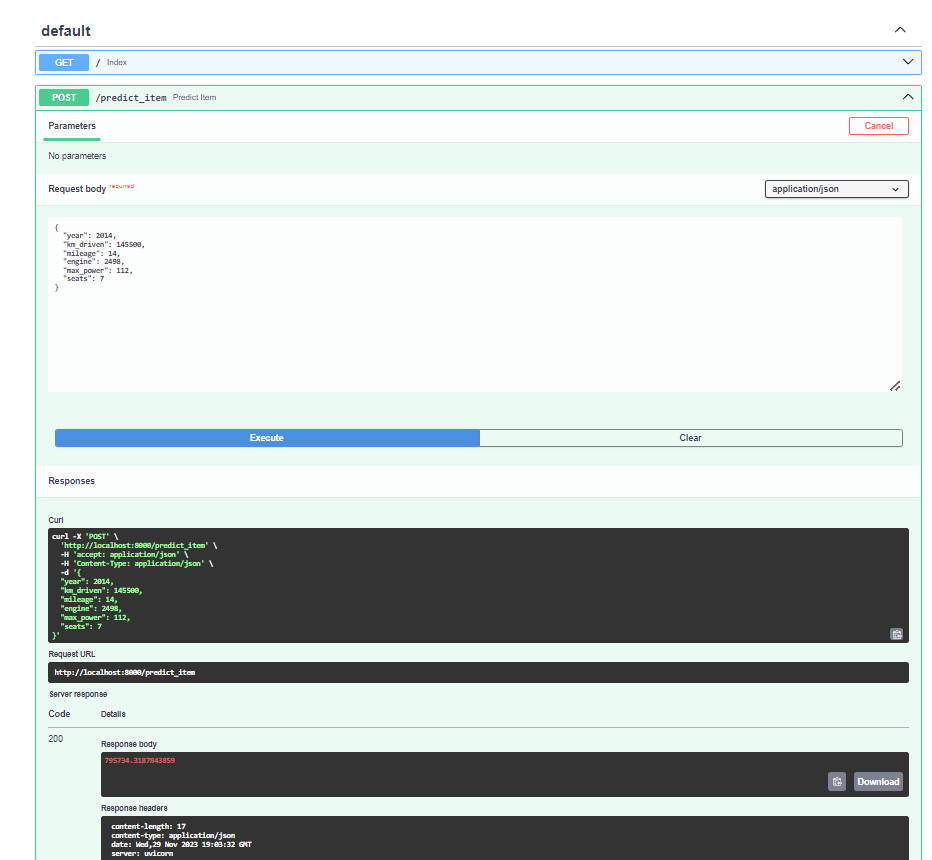 default
GET / Index
POST /predict_item Predict Item
Parameters
Cancel
No parameters
Request body required
application/json
{
"year": 2014,
"km_driven": 145500,
"mileage": 14,
"engine": 2498,
"max_power": 112,
"seats": 7
}
Execute
Clear
Responses
Curl
curl -X 'POST' \
'http://localhost:8000/predict_item' \
-H 'accept: application/json' \
-H 'Content-Type: application/json' \
-d '{
"year": 2014,
"km_driven": 145500,
"mileage": 14,
"engine": 2498,
"max_power": 112,
"seats": 7
}'
Request URL
http://localhost:8000/predict_item
Server response
Code Details
200
Response body
795734.3187843859
Download
Response headers
content-length: 17
content-type: application/json
date: Wed,29 Nov 2023 19:03:32 GMT
server: uvicorn